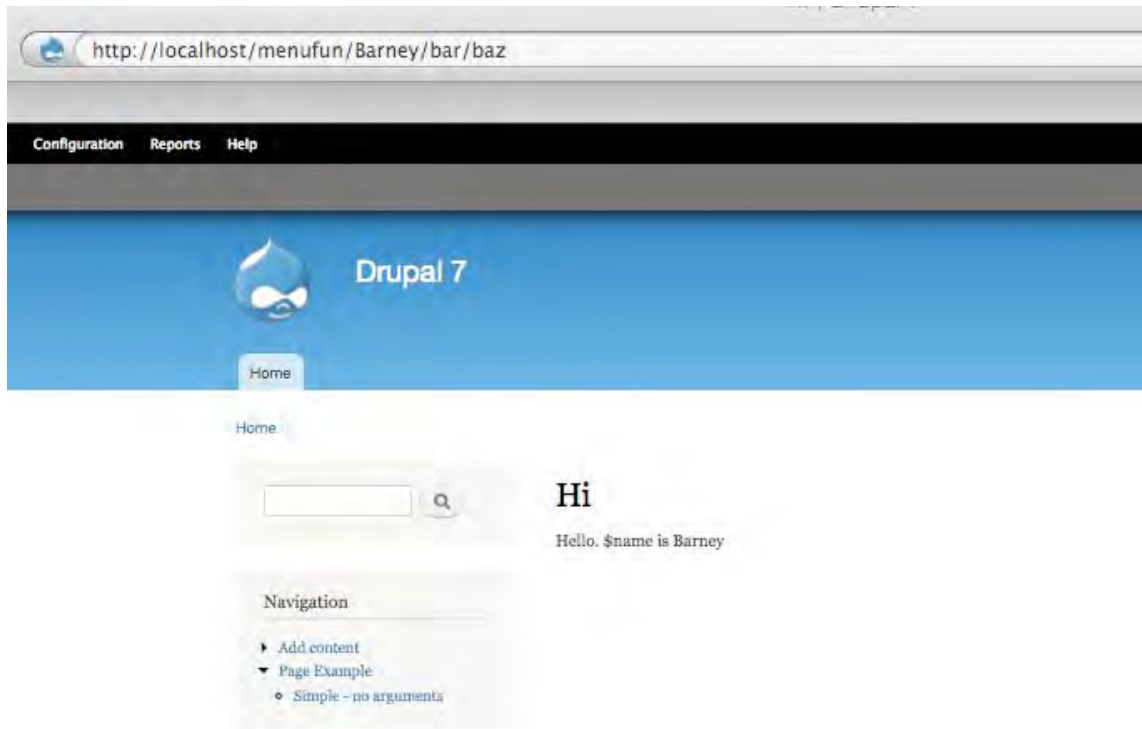 http://localhost/menufun/Barney/bar/baz
Configuration Reports Help
Drupal 7
Home
Home
Hi
Hello. $name is Barney
Navigation
Add content
Page Example
Simple - no arguments